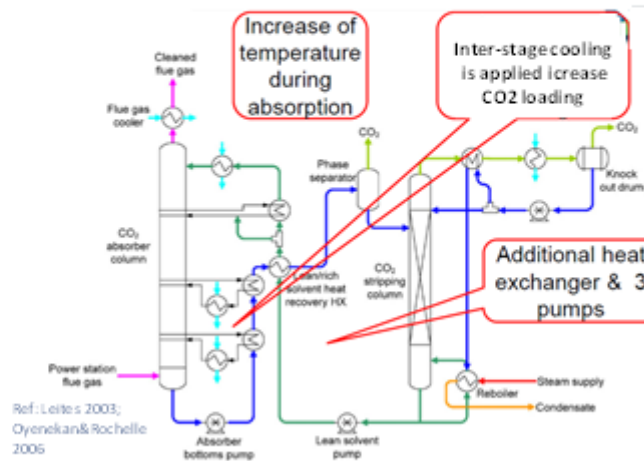 Increase of
temperature
during
absorption
Inter-stage cooling
is applied icrease
CO2 loading
Cleaned
flue gas
Flue gas
cooler
CO₂
Phase
separator
CO₂
Knock
out drum
CO₂
absorber
column
Lean/rich
solvent heat
recovery HX
CO₂
stripping
column
Additional heat
exchanger & 3
pumps
Power station
flue gas
Steam supply
Reboiler
Condensate
Ref: Leites 2003;
Oyenekan&Rochelle
2006
Absorber
bottoms pump
Lean solvent
pump